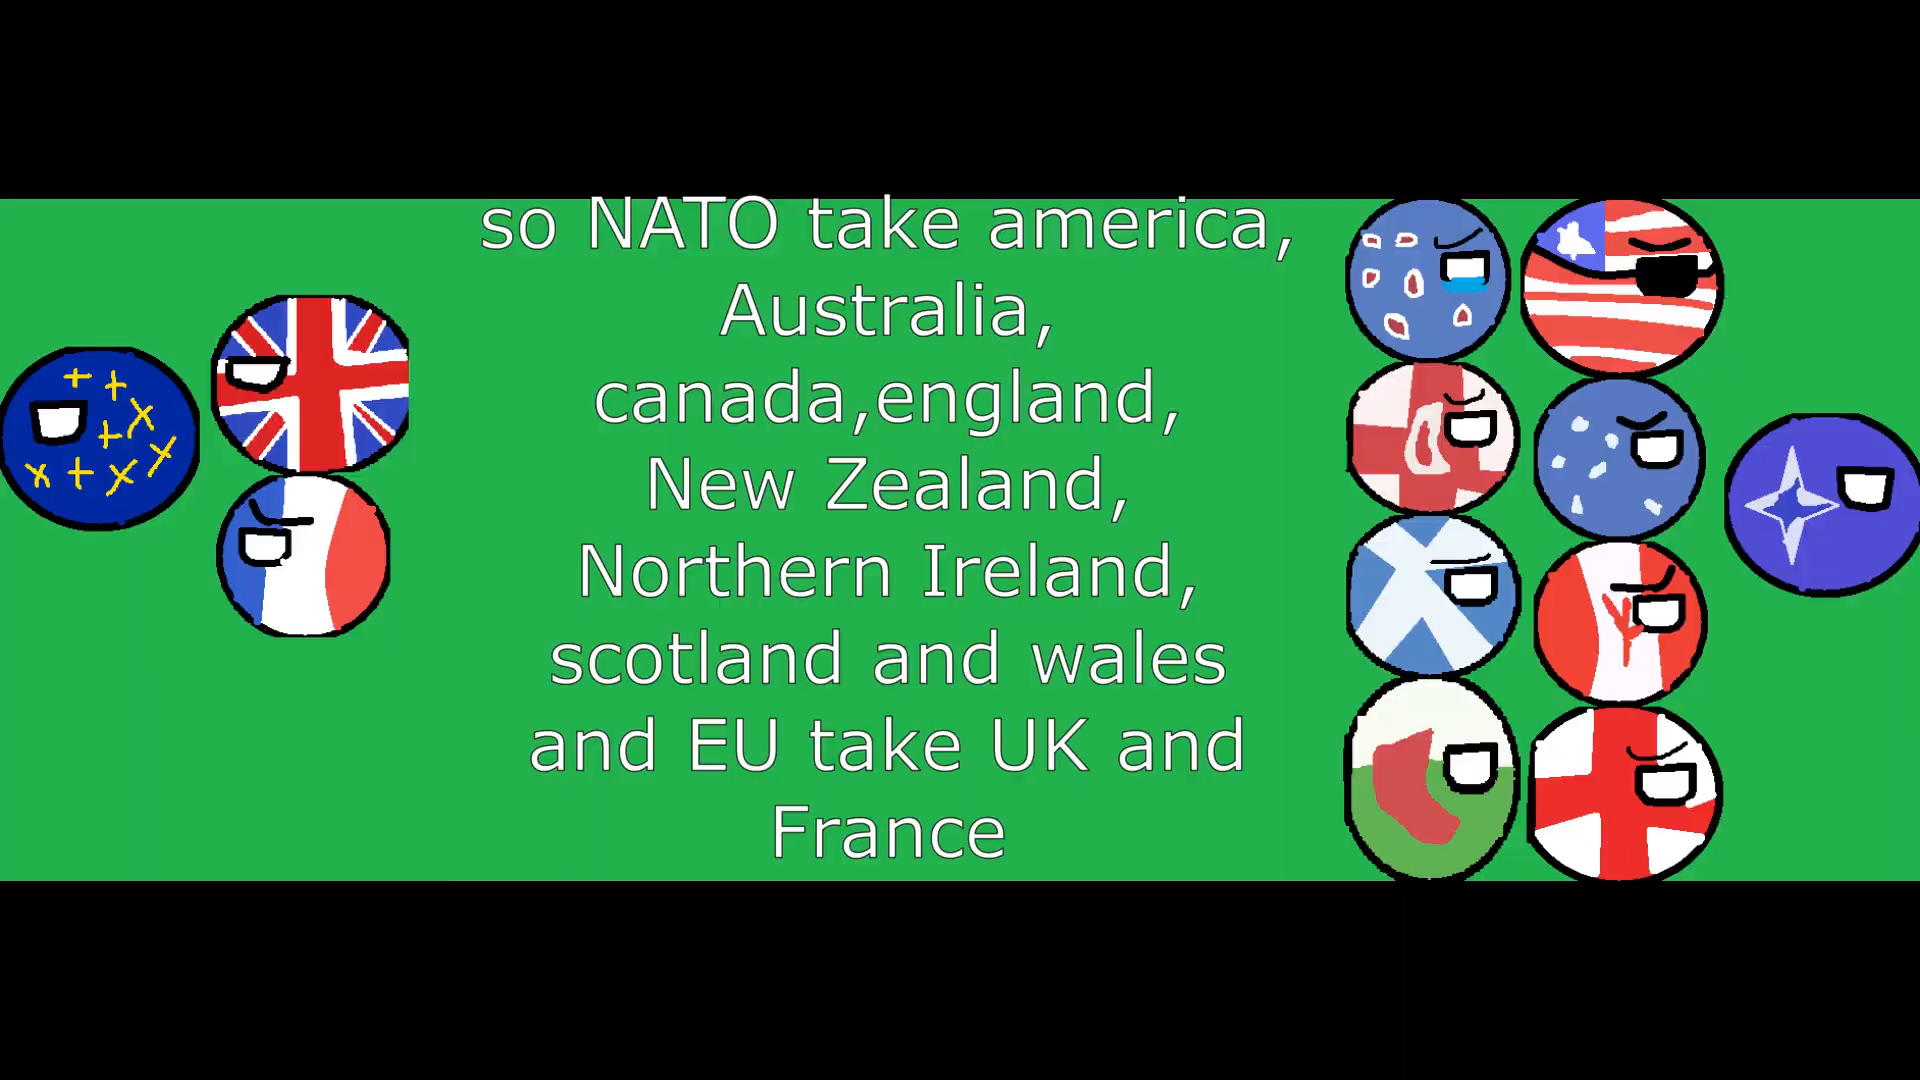 so NATO take america,
Australia,
canada,england,
New Zealand,
Northern Ireland,
scotland and wales
and EU take UK and
France